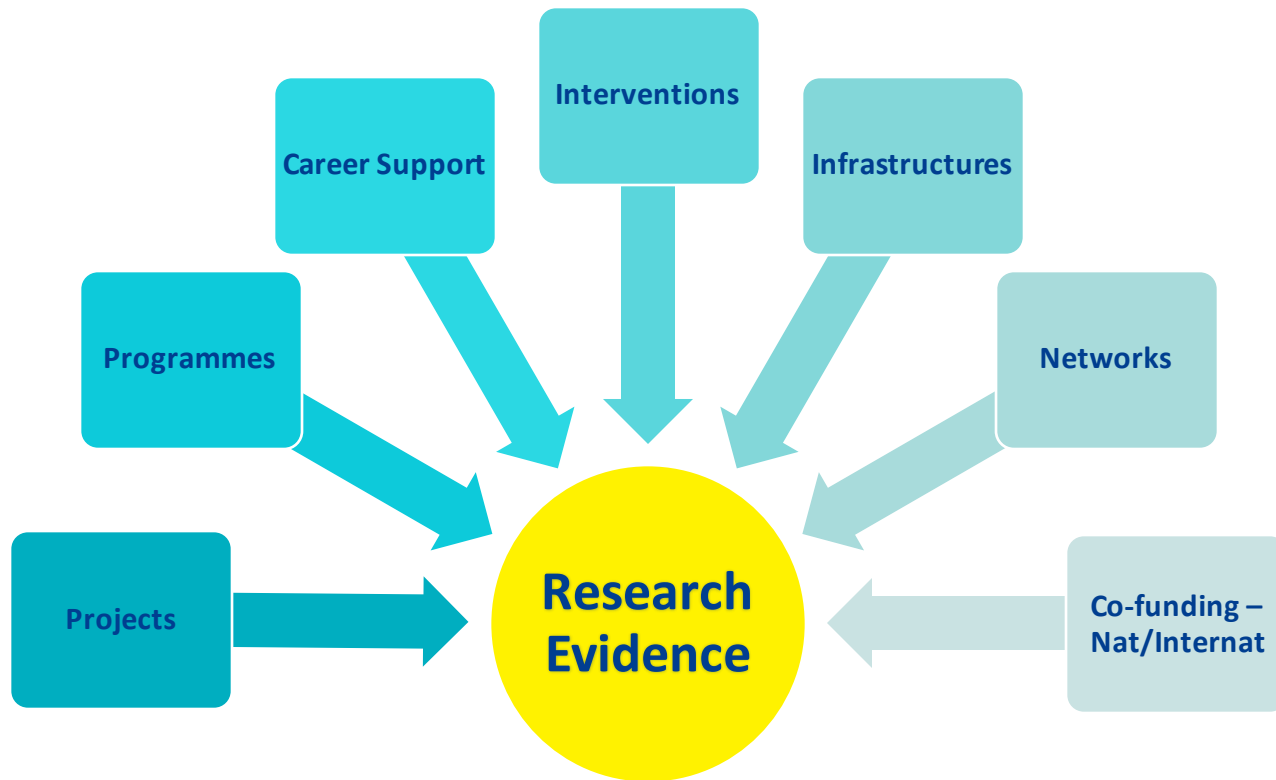 Interventions
Career Support
Infrastructures
Programmes
Networks
Projects
Research
Evidence
Co-funding –
Nat/Internat